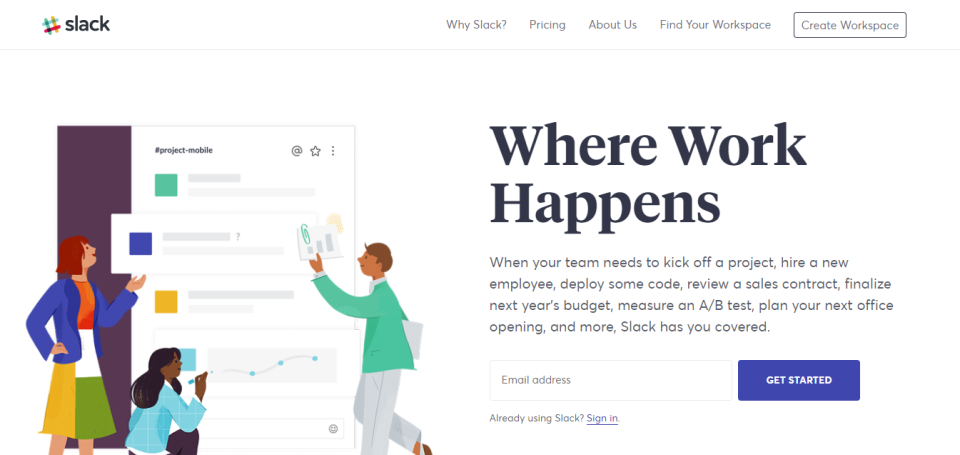 slack
Why Slack?
Pricing
About Us
Find Your Workspace
Create Workspace
#project-mobile
@
?
Where Work
Happens
When your team needs to kick off a project, hire a new
employee, deploy some code, review a sales contract, finalize
next year's budget, measure an A/B test, plan your next office
opening, and more, Slack has you covered.
Email address
GET STARTED
Already using Slack? Sign in.